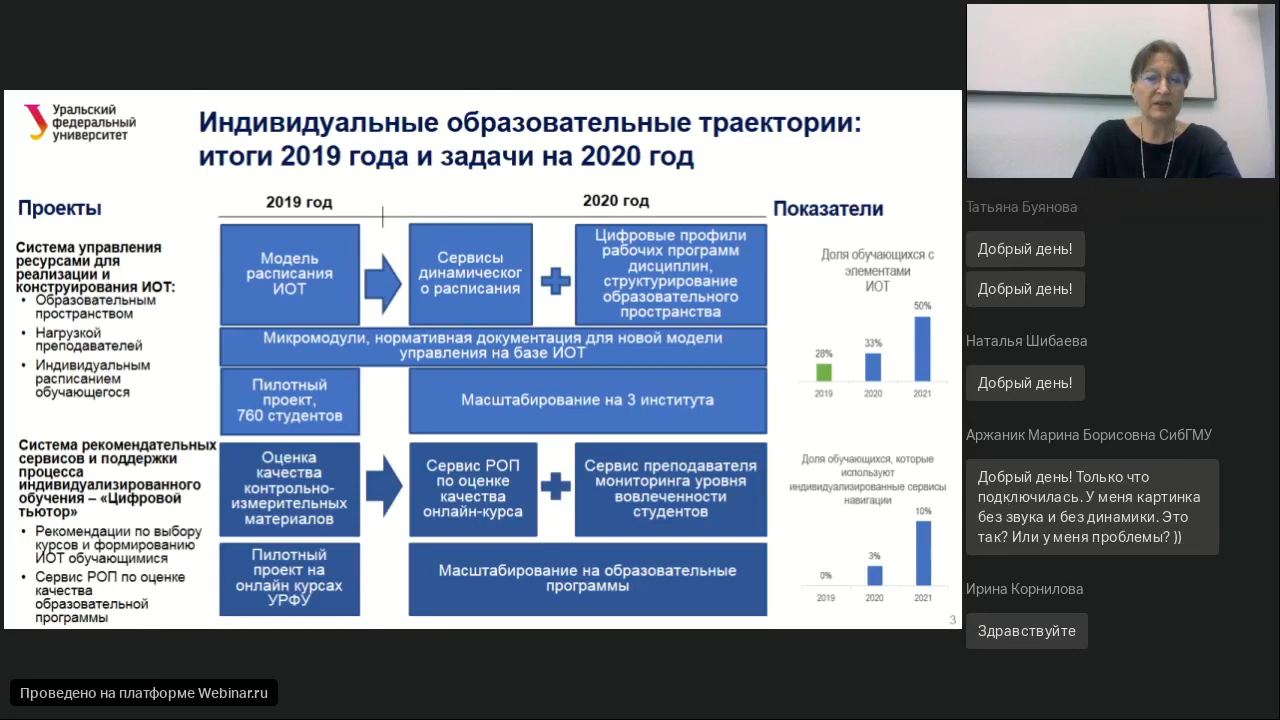 Уральский
федеральный
университет
Индивидуальные образовательные траектории:
итоги 2019 года и задачи на 2020 год
Проекты
2019 год
2020 год
Показатели
Система управления
ресурсами для
реализации и
конструирования ИОТ:
• Образовательным
пространством
• Нагрузкой
преподавателей
• Индивидуальным
расписанием
обучающегося
Модель
расписания
ИОТ
Сервисы
динамическог
о расписания
Цифровые профили
рабочих программ
дисциплин,
структурирование
образовательного
пространства
Микромодули, нормативная документация для новой модели
управления на базе ИОТ
Пилотный
проект,
760 студентов
Масштабирование на 3 института
Доля обучающихся с
элементами
ИОТ
28%
33%
50%
2019
2020
2021
Система рекомендательных
сервисов и поддержки
процесса
индивидуализированного
обучения – «Цифровой
тьютор»
• Рекомендации по выбору
курсов и формированию
ИОТ обучающимися
• Сервис РОП по оценке
качества
образовательной
программы
Оценка
качества
контрольно-
измерительных
материалов
Сервис РОП
по оценке
качества
онлайн-курса
Сервис преподавателя
мониторинга уровня
вовлеченности
студентов
Пилотный
проект на
онлайн курсах
УРФУ
Масштабирование на образовательные
программы
Доля обучающихся, которые
используют
индивидуализированные сервисы
навигации
0%
3%
10%
2019
2020
2021
3
Татьяна Буянова
Добрый день!
Добрый день!
Наталья Шибаева
Добрый день!
Аржаник Марина Борисовна СибГМУ
Добрый день! Только что
подключилась. У меня картинка
без звука и без динамики. Это
так? Или у меня проблемы? ))
Ирина Корнилова
Здравствуйте
Проведено на платформе Webinar.ru